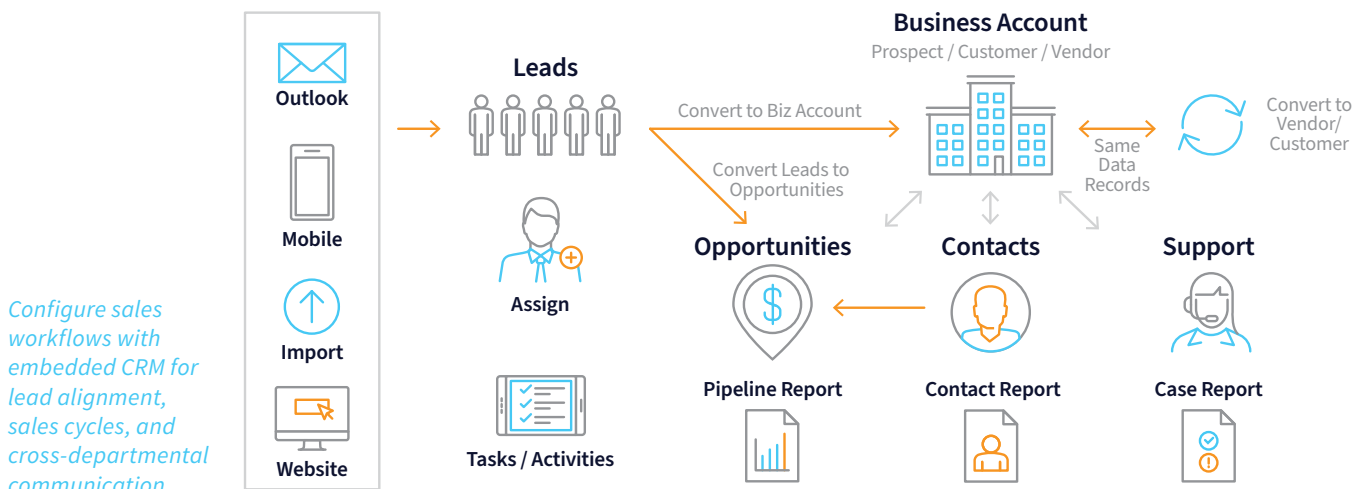 Configure sales
workflows with
embedded CRM for
lead alignment,
sales cycles, and
cross-departmental
communication
Outlook
Mobile
Import
Website
Leads
Assign
Tasks / Activities
Convert to Biz Account
Convert Leads to
Opportunities
Business Account
Prospect / Customer / Vendor
Same
Data
Records
Convert to
Vendor/
Customer
Opportunities
$
Pipeline Report
Contacts
Contact Report
Support
Case Report